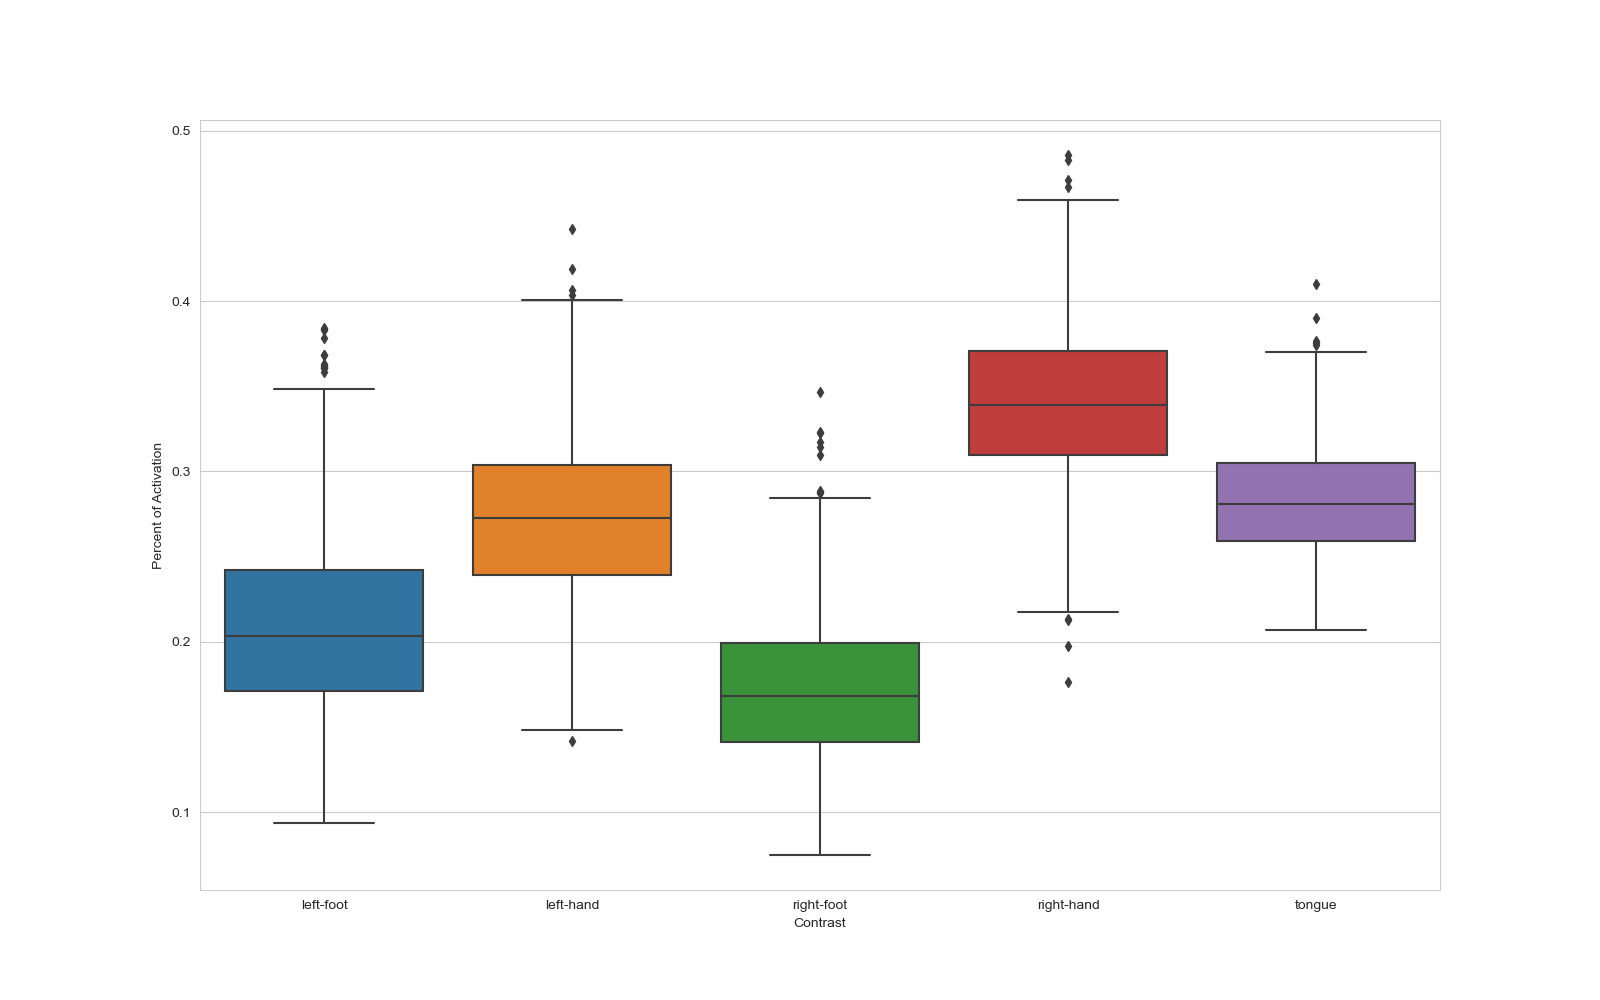 0.5
0.4
0.3
0.2
0.1
Percent of Activation
left-foot
left-hand
right-foot
right-hand
tongue
Contrast